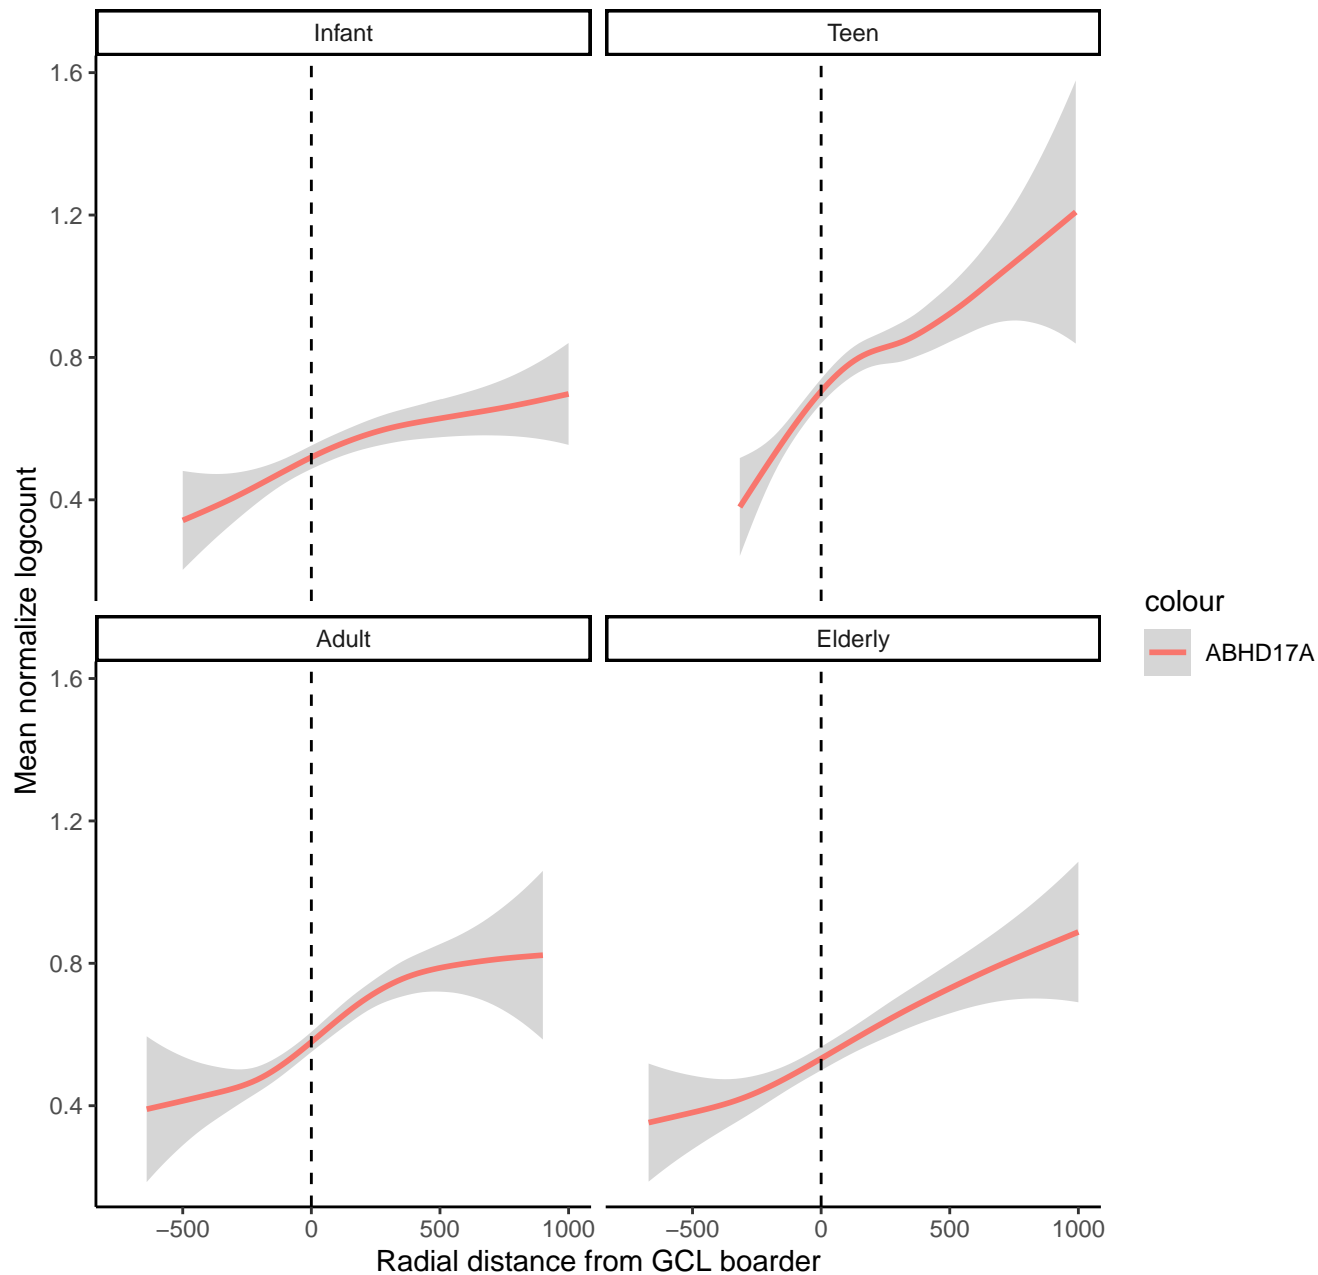 Infant
Teen
1.6
1.2
0.8
0.4
Adult
Elderly
1.6
1.2
0.8
0.4
−500
0
500
1000
−500
0
500
1000
Radial distance from GCL boarder
Mean normalize logcount
colour
ABHD17A